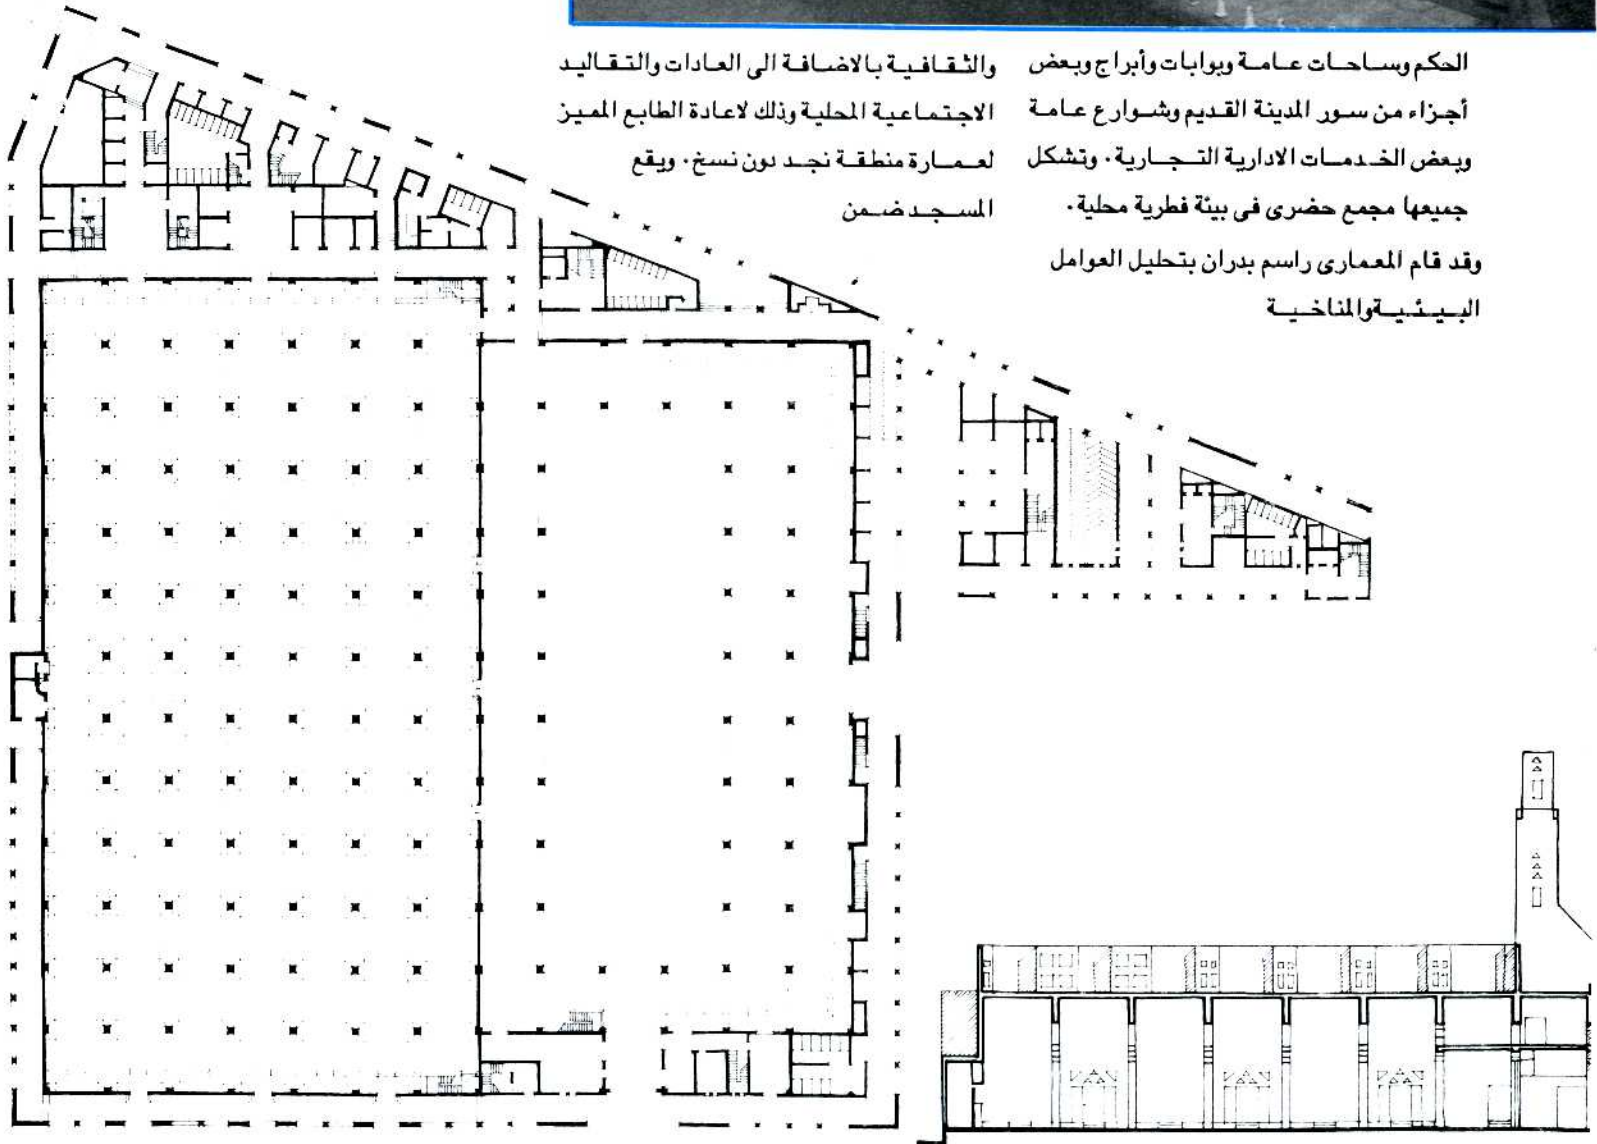 الحكم وساحات عامة وبوابات وأبراج وبعض
أجزاء من سور المدينة القديم وشوارع عامة
وبعض الخدمات الادارية التجارية. وتشكل
جميعها مجمع حضرى فى بيئة فطرية محلية.
وقد قام المعمارى راسم بدران بتحليل العوامل
البيئية والمناخية
والثقافية بالاضافة الى العادات والتقاليد
الاجتماعية المحلية وذلك لاعادة الطابع المميز
لعمارة منطقة نجد دون نسخ. ويقع
المسجد ضمن